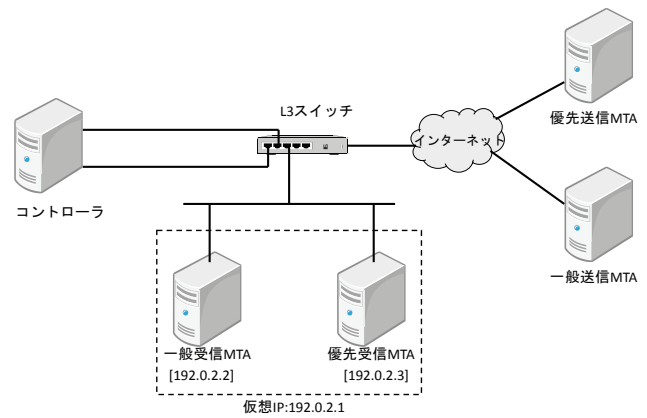 優先送信MTA
L3スイッチ
インターネット
コントローラ
一般送信MTA
一般受信MTA
[192.0.2.2]
優先受信MTA
[192.0.2.3]
仮想IP:192.0.2.1